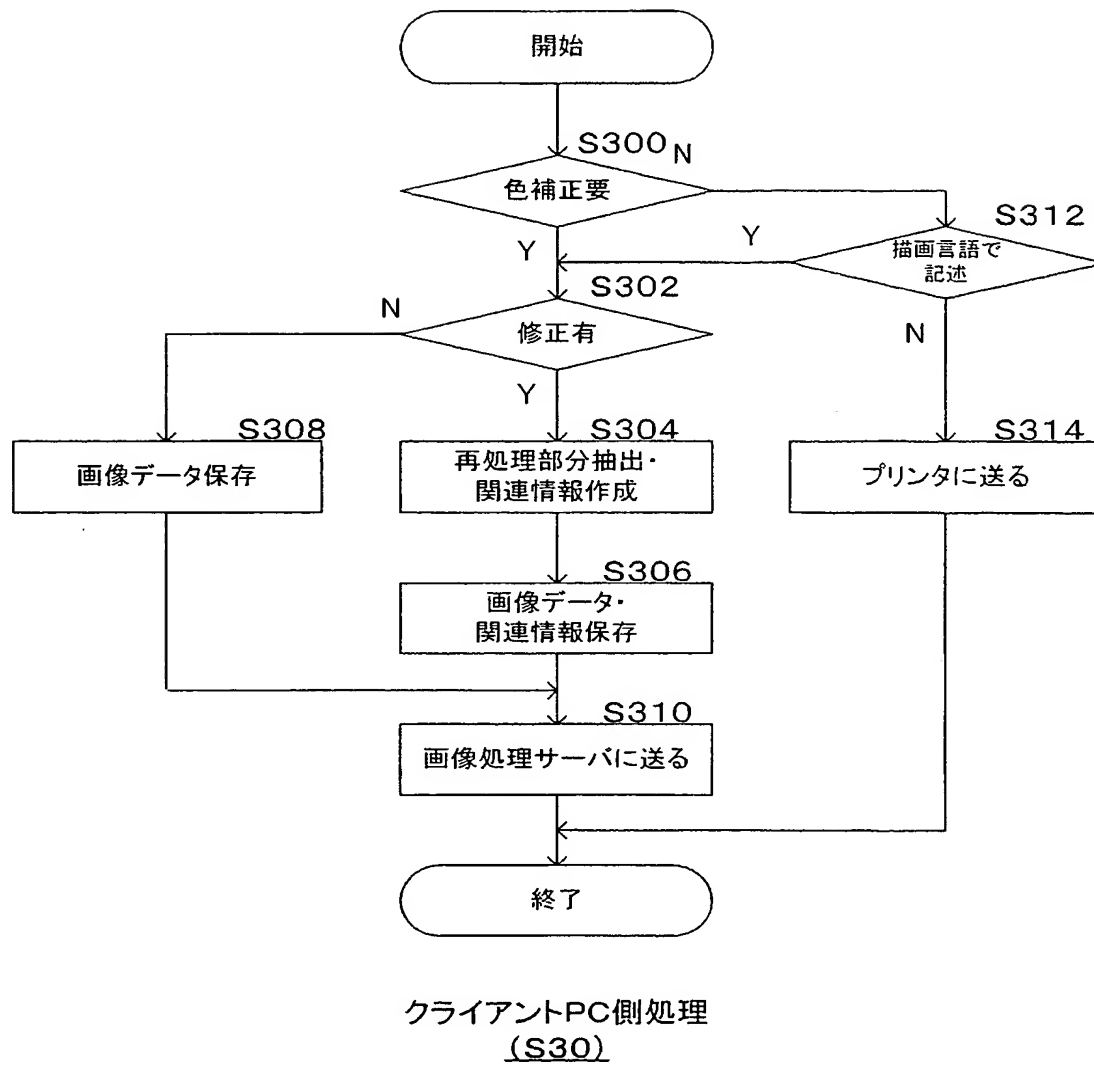 開始
S300
N
色補正要
S312
Y
Y
描画言語で
記述
S302
N
修正有
N
Y
S308
S304
S314
画像データ保存
再処理部分抽出・
関連情報作成
プリンタに送る
S306
画像データ・
関連情報保存
S310
画像処理サーバに送る
終了
クライアントPC側処理
(S30)